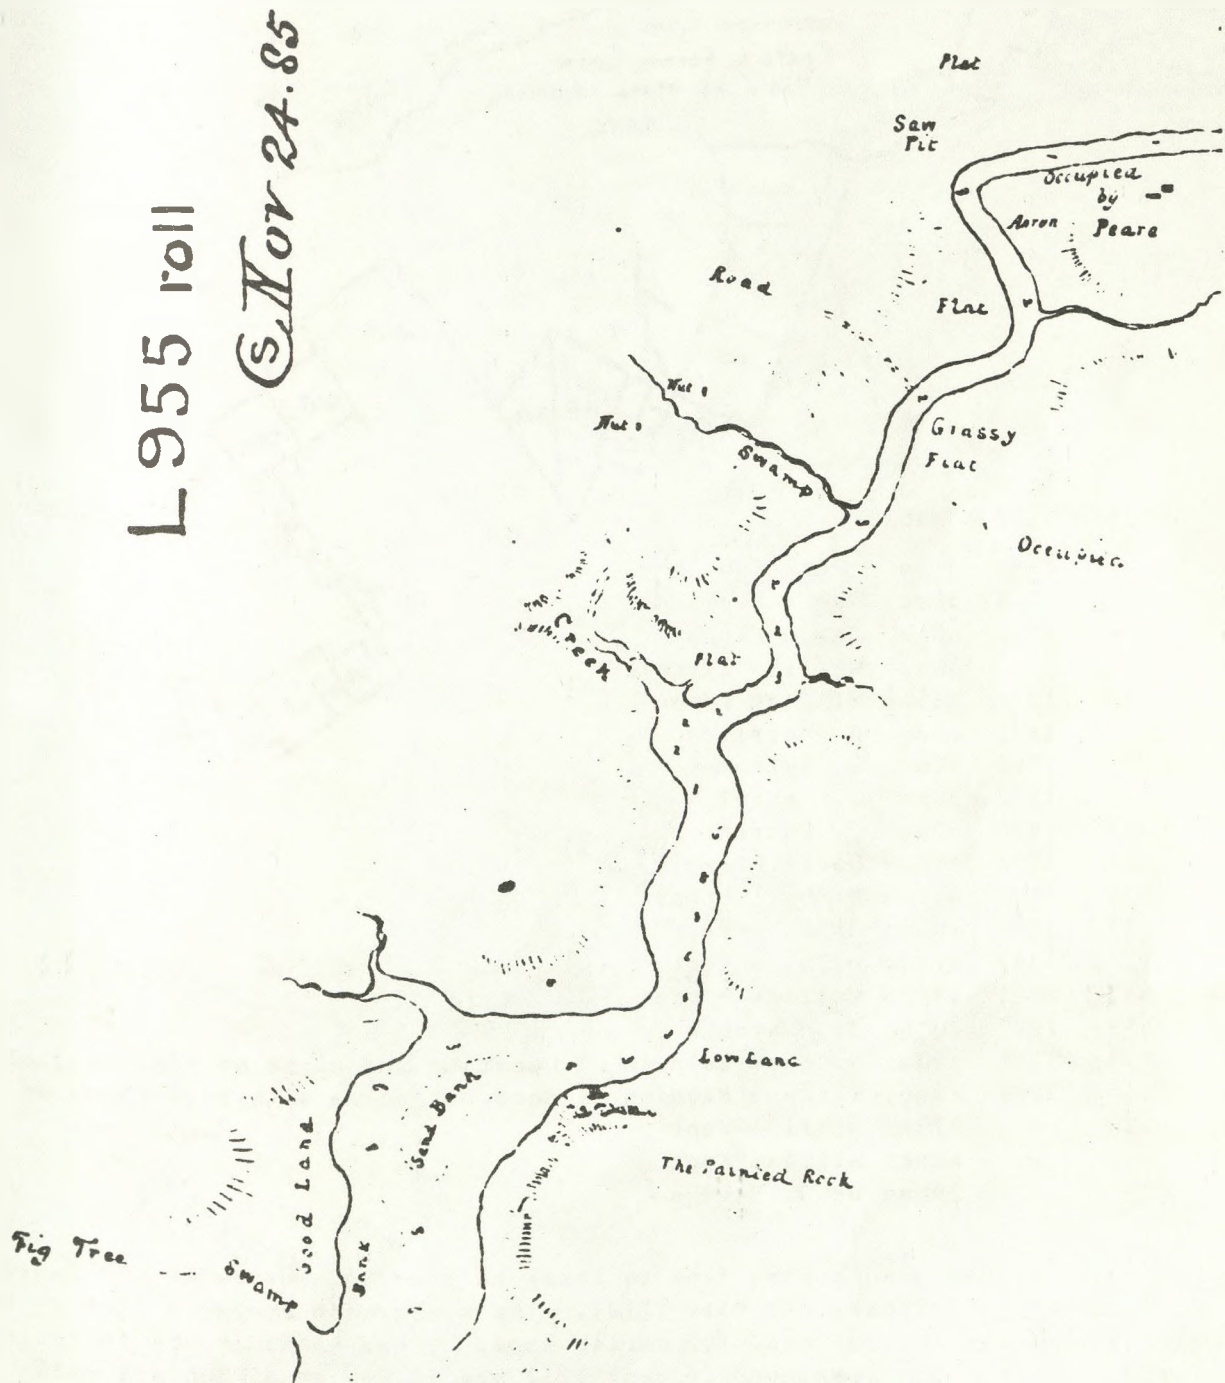 L955 roll
S. Nov 24.85
Flat
Saw
Pit
Occupied
by
Aaron Peare
Road
Flat
Hut
Hut
Swamp
Grassy
Flat
Creek
Flat
Low Land
Sand Bank
Good Land
The Painted Rock
Fig Tree
Swamp
Bank